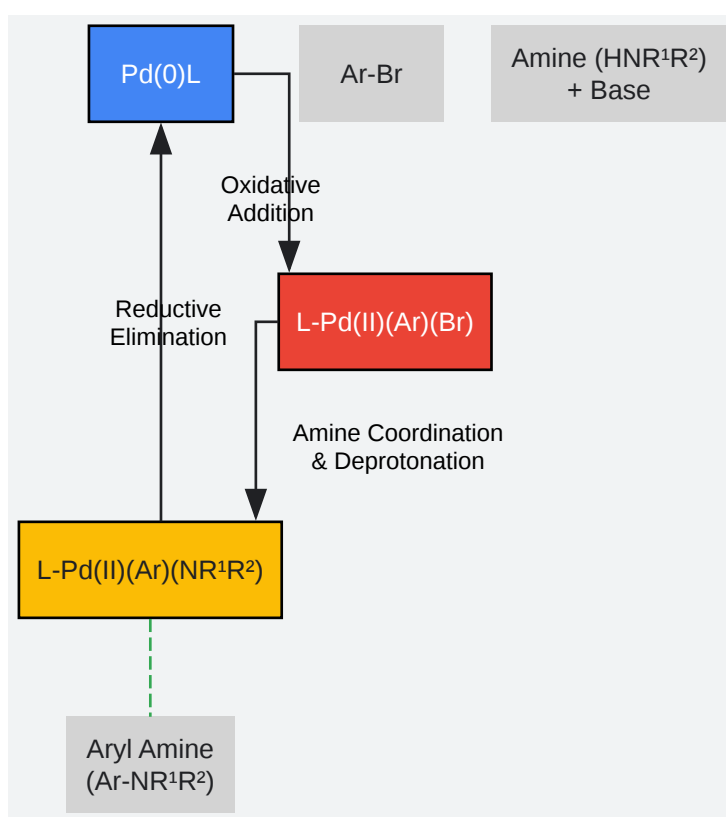 Pd(0)L
Ar-Br
Amine (HNR¹R²)
+ Base
Oxidative
Addition
L-Pd(II)(Ar)(Br)
Reductive
Elimination
Amine Coordination
& Deprotonation
L-Pd(II)(Ar)(NR¹R²)
Aryl Amine
(Ar-NR¹R²)